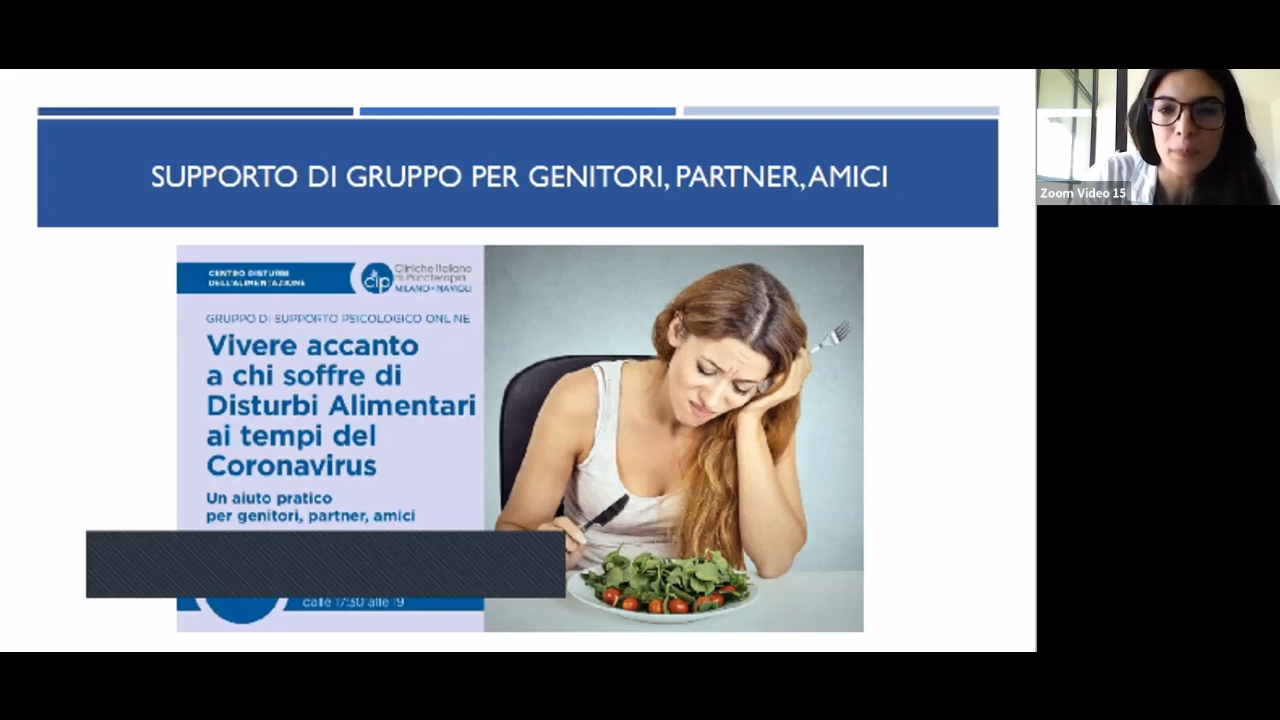 SUPPORTO DI GRUPPO PER GENITORI, PARTNER, AMICI
Zoom Video 15
CENTRO DISTURBI
DELL'ALIMENTAZIONE
cip
Cliniche Italiane
di Psicoterapia
MILANO • NAVIGLI
GRUPPO DI SUPPORTO PSICOLOGICO ONLINE
Vivere accanto
a chi soffre di
Disturbi Alimentari
ai tempi del
Coronavirus
Un aiuto pratico
per genitori, partner, amici
dalle 17:30 alle 19